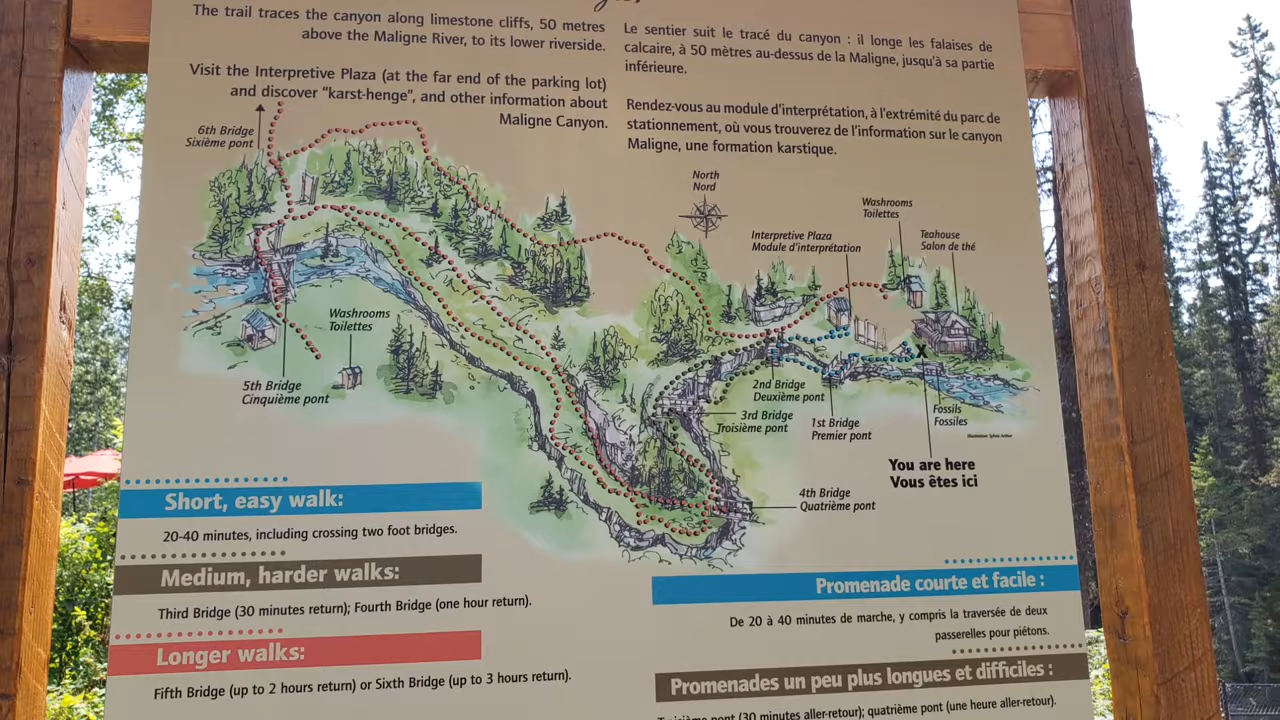 The trail traces the canyon along limestone cliffs, 50 metres
above the Maligne River, to its lower riverside.
Visit the Interpretive Plaza (at the far end of the parking lot)
and discover "karst-henge", and other information about
Maligne Canyon.
Le sentier suit le tracé du canyon : il longe les falaises de
calcaire, à 50 mètres au-dessus de la Maligne, jusqu'à sa partie
inférieure.
Rendez-vous au module d'interprétation, à l'extrémité du parc de
stationnement, où vous trouverez de l'information sur le canyon
Maligne, une formation karstique.
6th Bridge
Sixième pont
North
Nord
Washrooms
Toilettes
Interpretive Plaza
Module d'interprétation
Teahouse
Salon de thé
Washrooms
Toilettes
5th Bridge
Cinquième pont
2nd Bridge
Deuxième pont
3rd Bridge
Troisième pont
1st Bridge
Premier pont
Fossils
Fossiles
X
You are here
Vous êtes ici
4th Bridge
Quatrième pont
Short, easy walk:
20-40 minutes, including crossing two foot bridges.
Medium, harder walks:
Third Bridge (30 minutes return); Fourth Bridge (one hour return).
Longer walks:
Fifth Bridge (up to 2 hours return) or Sixth Bridge (up to 3 hours return).
Promenade courte et facile :
De 20 à 40 minutes de marche, y compris la traversée de deux
passerelles pour piétons.
Promenades un peu plus longues et difficiles :
Troisième pont (30 minutes aller-retour); quatrième pont (une heure aller-retour).